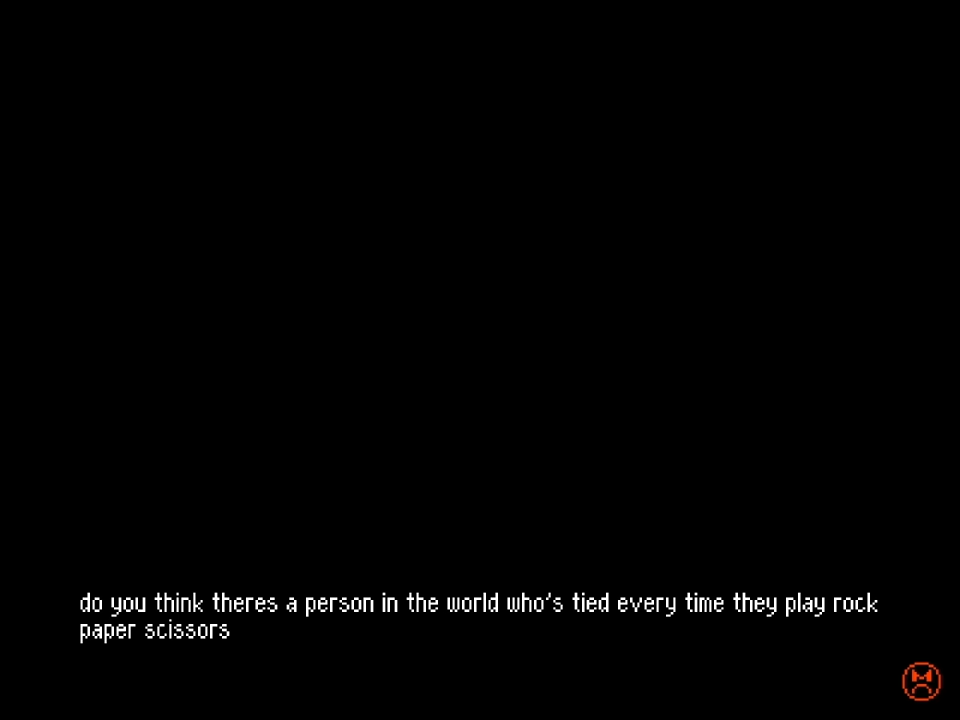 do you think theres a person in the world who's tied every time they play rock
paper scissors